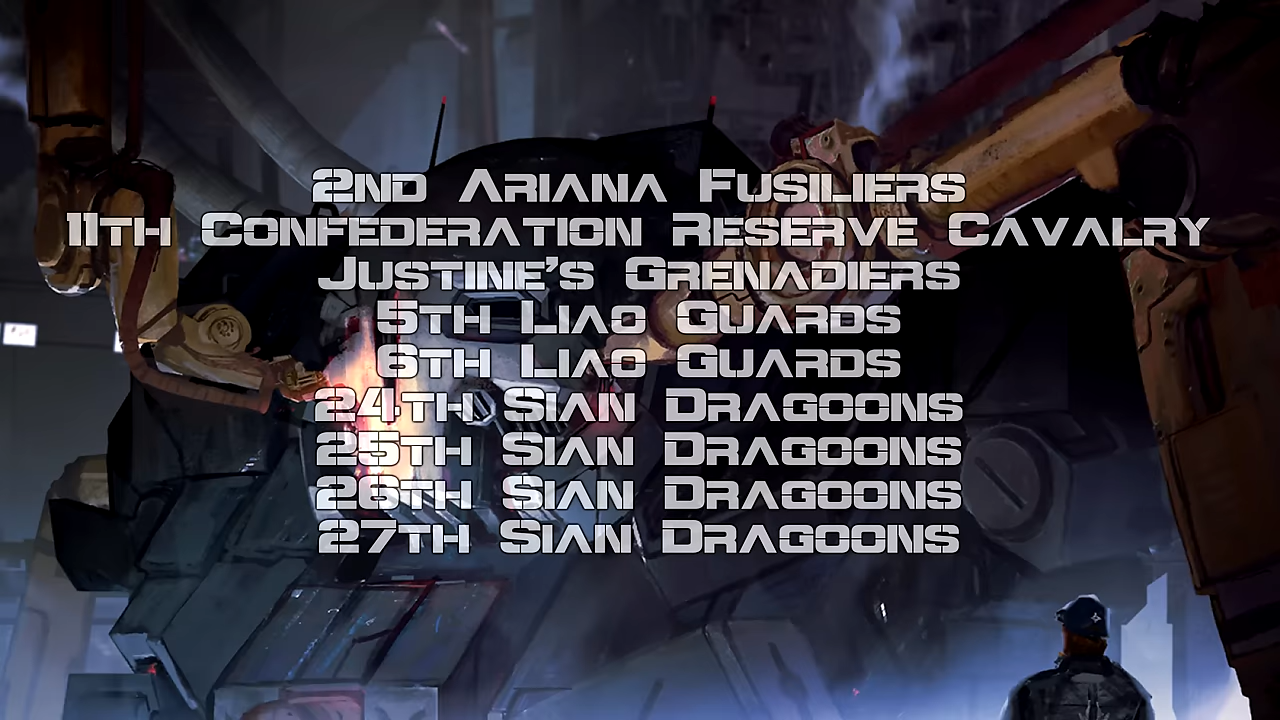 2nd Ariana Fusiliers
11th Confederation Reserve Cavalry
Justine's Grenadiers
5th Liao Guards
6th Liao Guards
24th Sian Dragoons
25th Sian Dragoons
26th Sian Dragoons
27th Sian Dragoons